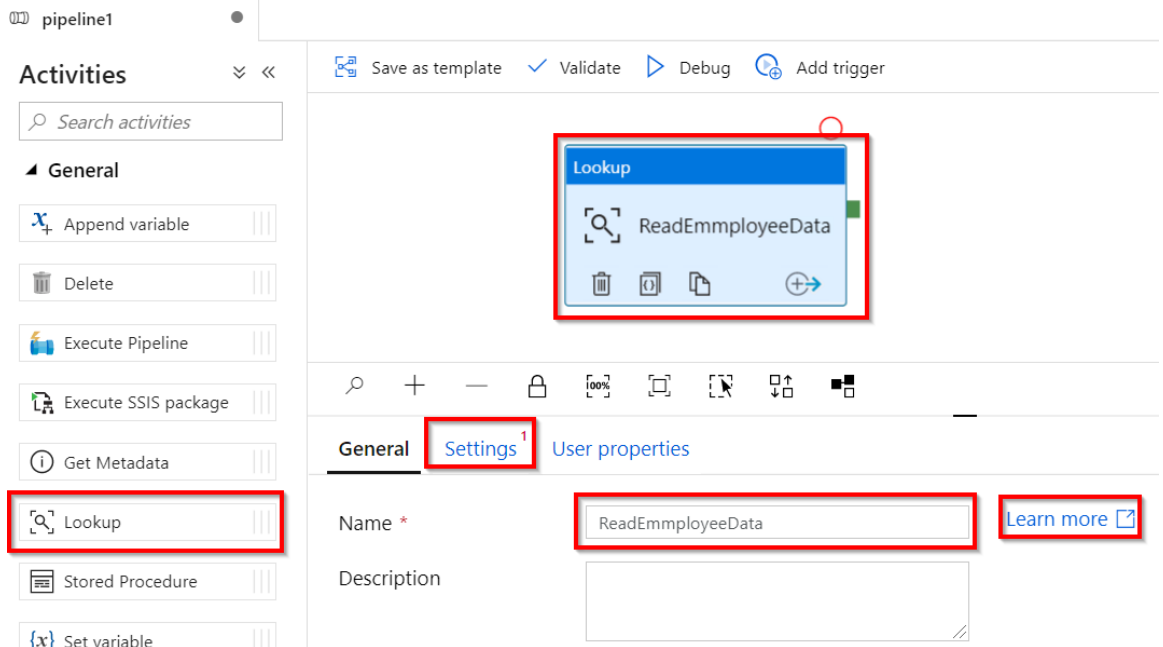 pipeline1
Activities
Search activities
General
Append variable
Delete
Execute Pipeline
Execute SSIS package
Get Metadata
Lookup
Stored Procedure
Set variable
Save as template Validate Debug Add trigger
Lookup
ReadEmmployeeData
100%
General Settings 1 User properties
Name * ReadEmmployeeData Learn more
Description